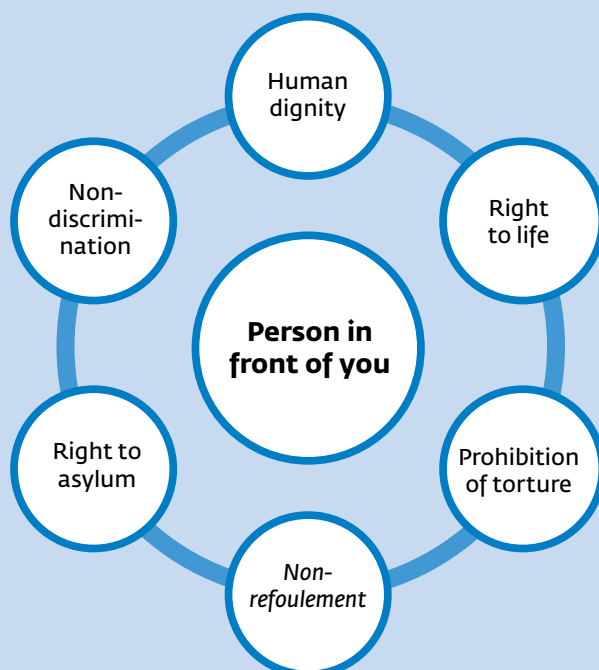 Human
dignity
Non-
discrimi-
nation
Right
to life
Person in
front of you
Right to
asylum
Prohibition
of torture
Non-
refoulement